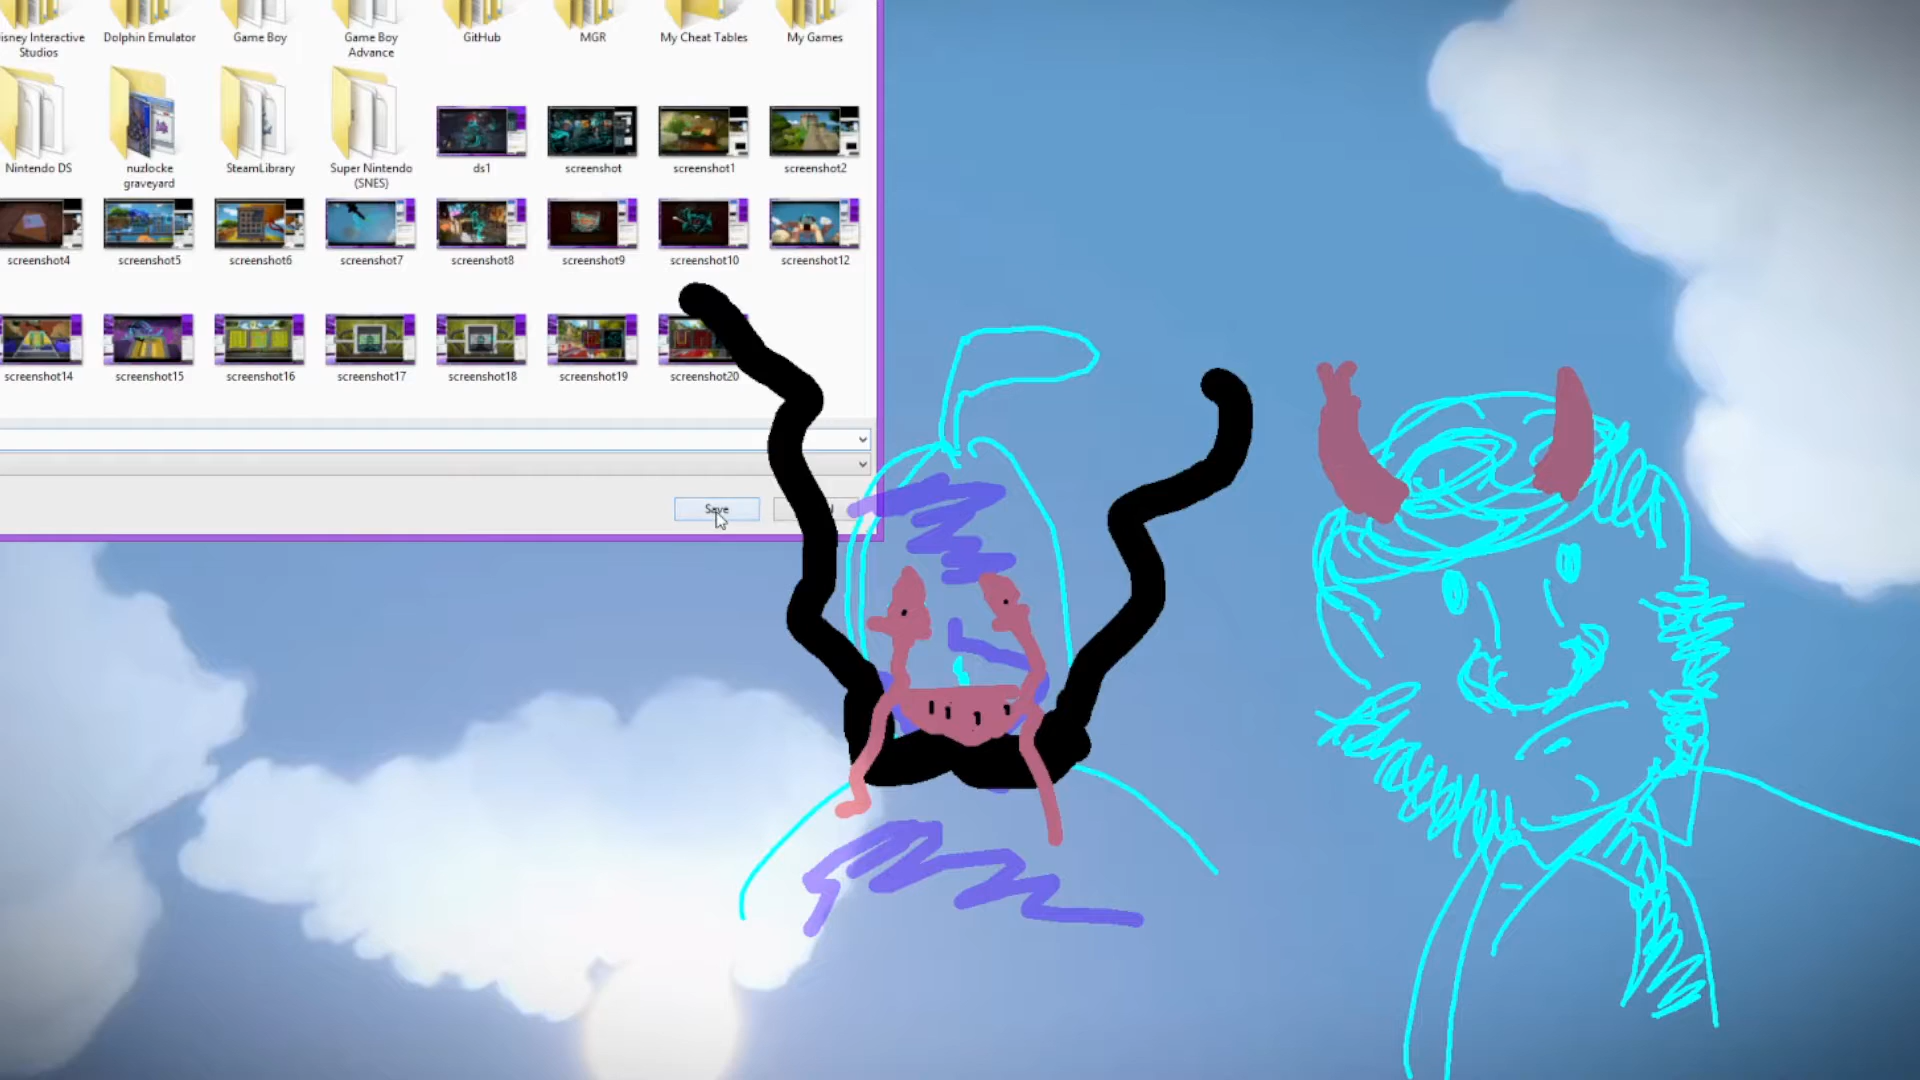 isney Interactive
Studios
Dolphin Emulator
Game Boy
Game Boy
Advance
GitHub
MGR
My Cheat Tables
My Games
Nintendo DS
nuzlocke
graveyard
SteamLibrary
Super Nintendo
(SNES)
ds1
screenshot
screenshot1
screenshot2
screenshot4
screenshot5
screenshot6
screenshot7
screenshot8
screenshot9
screenshot10
screenshot12
screenshot14
screenshot15
screenshot16
screenshot17
screenshot18
screenshot19
screenshot20
Save